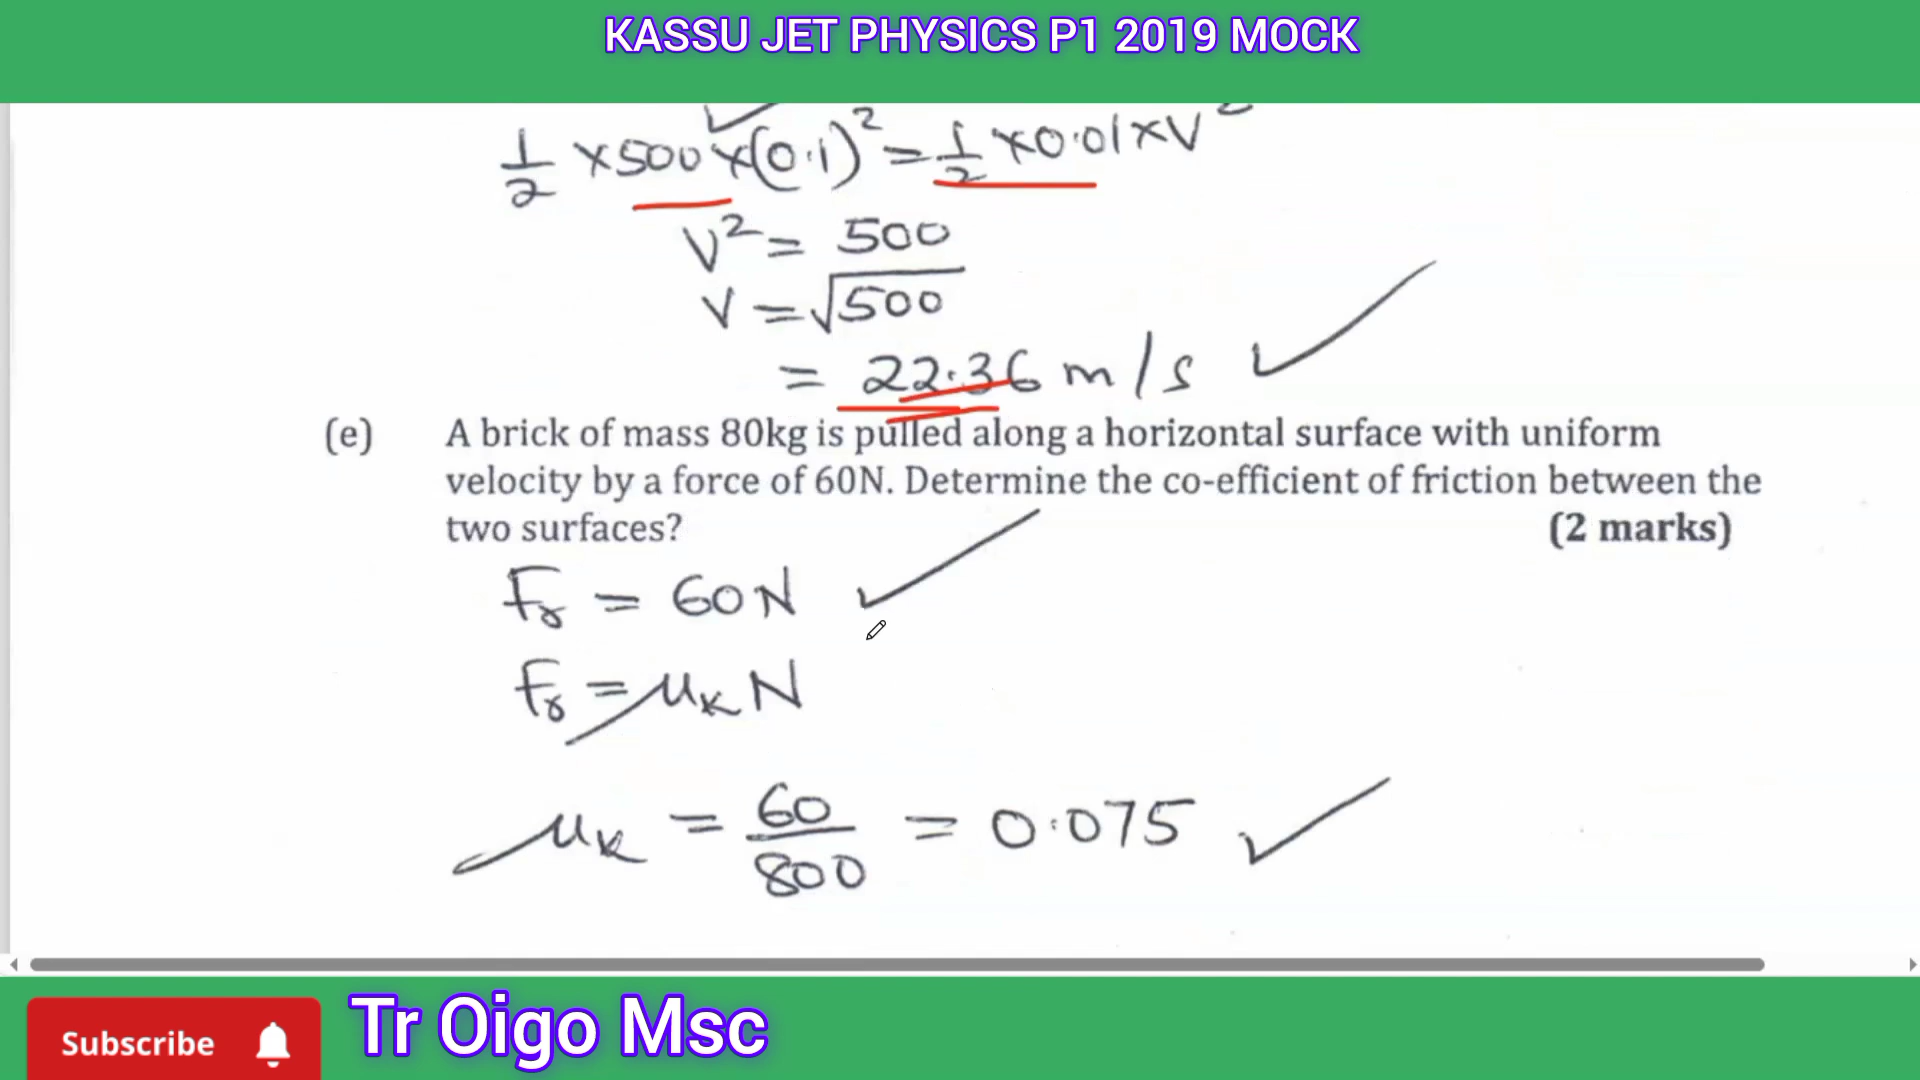 KASSU JET PHYSICS P1 2019 MOCK
½ ×500×(0.1)² = ½ ×0.01×V²
V² = 500
V = √500
= 22.36 m/s
(e) A brick of mass 80kg is pulled along a horizontal surface with uniform
velocity by a force of 60N. Determine the co-efficient of friction between the
two surfaces? (2 marks)
Fr = 60N
Fr = μK N
μK = 60/800 = 0.075
Subscribe Tr Oigo Msc